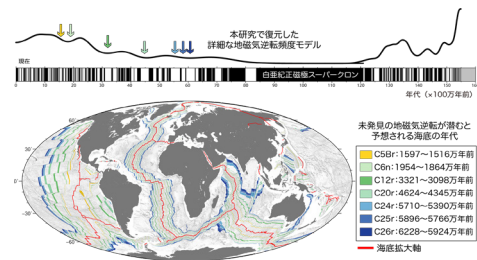 本研究で復元した
詳細な地磁気逆転頻度モデル
現在
白亜紀正磁極スーパークロン
0
20
40
60
80
100
120
140
160
年代（×100万年前）
未発見の地磁気逆転が潜むと
予想される海底の年代
C5Br:1597~1516万年前
C6n:1954~1864万年前
C12r:3321~3098万年前
C20r:4624~4345万年前
C24r:5710~5390万年前
C25r:5896~5766万年前
C26r:6228~5924万年前
海底拡大軸
60˚
30˚
0˚
−30˚
−60˚